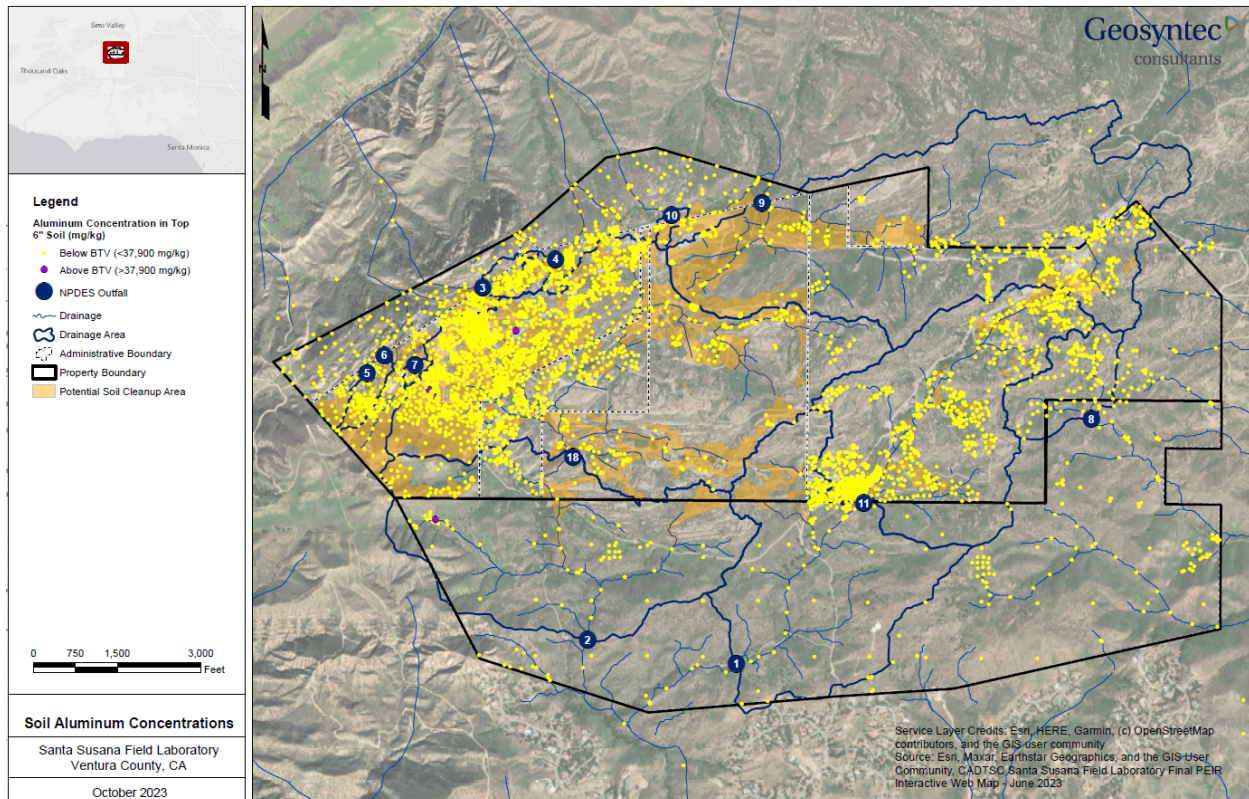 Simi Valley
Thousand Oaks
Santa Monica
Legend
Aluminum Concentration in Top
6" Soil (mg/kg)
Below BTV (<37,900 mg/kg)
Above BTV (>37,900 mg/kg)
NPDES Outfall
Drainage
Drainage Area
Administrative Boundary
Property Boundary
Potential Soil Cleanup Area
0 750 1,500 3,000
Feet
Soil Aluminum Concentrations
Santa Susana Field Laboratory
Ventura County, CA
October 2023
N
Geosyntec
consultants
9
10
4
3
6
5
7
8
18
11
2
1
Service Layer Credits: Esri, HERE, Garmin, (c) OpenStreetMap
contributors, and the GIS user community
Source: Esri, Maxar, Earthstar Geographics, and the GIS User
Community, CADTSC Santa Susana Field Laboratory Final PEIR
Interactive Web Map - June 2023